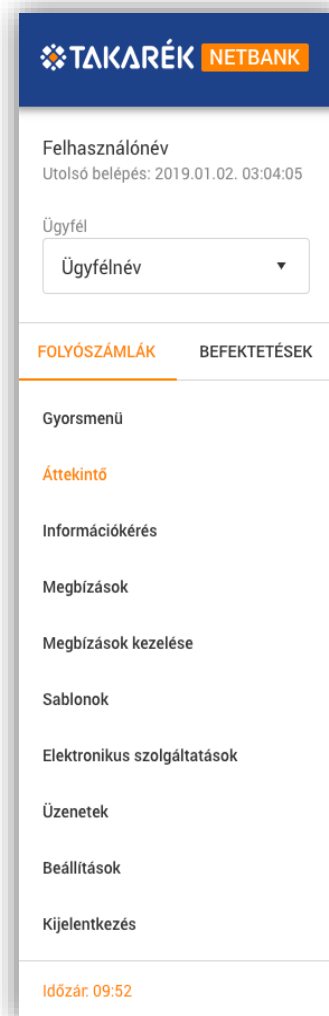 TAKARÉK NETBANK
Felhasználónév
Utolsó belépés: 2019.01.02. 03:04:05
Ügyfél
Ügyfélnév
FOLYÓSZÁMLÁK BEFEKTETÉSEK
Gyorsmenü
Áttekintő
Információkérés
Megbízások
Megbízások kezelése
Sablonok
Elektronikus szolgáltatások
Üzenetek
Beállítások
Kijelentkezés
Időzár: 09:52